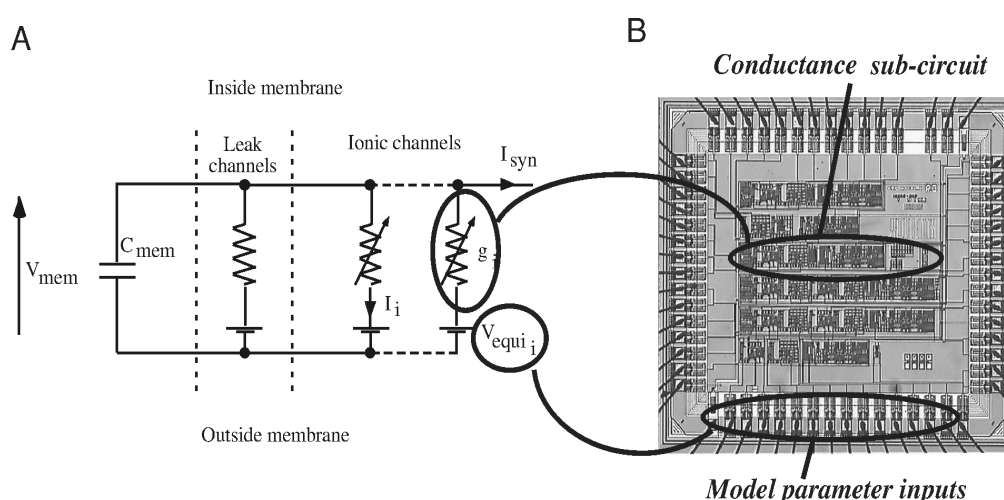 A
B
Conductance sub-circuit
Inside membrane
Leak
channels
Ionic channels
I syn
C mem
V mem
g i
I i
V equi i
Outside membrane
Model parameter inputs